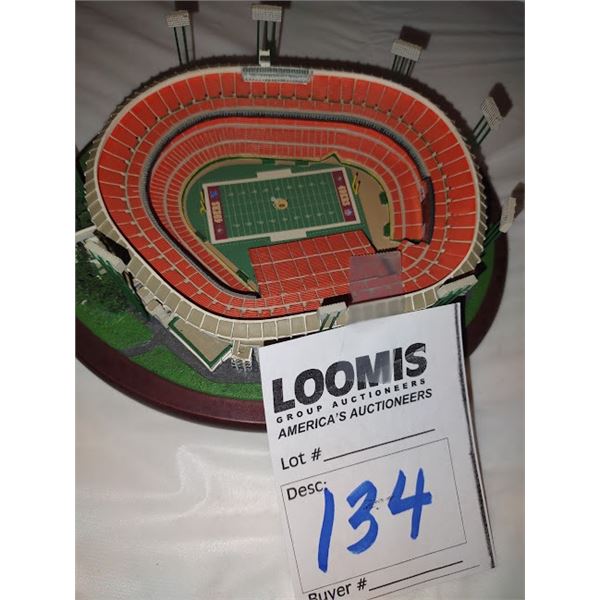 LOOMIS
GROUP AUCTIONEERS
AMERICA'S AUCTIONEERS
Lot #
Desc.
134
Buyer #